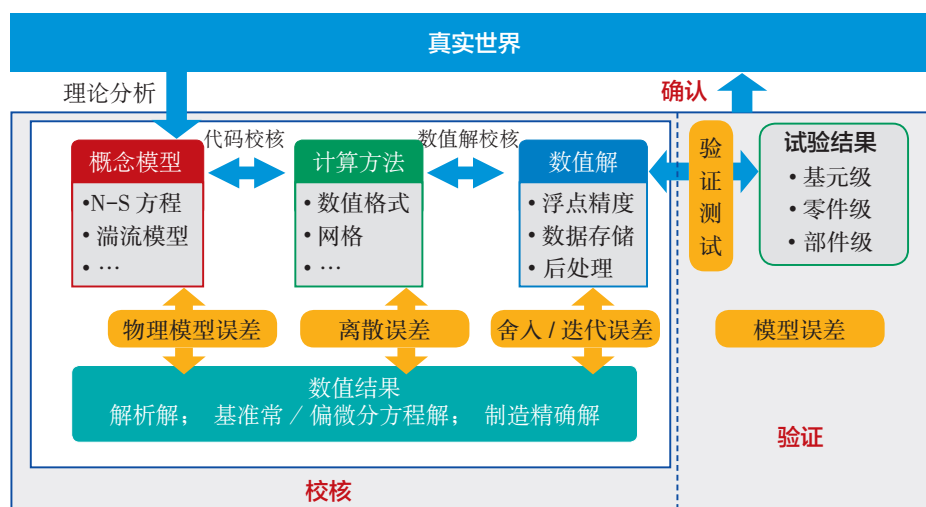 真实世界
理论分析
确认
代码校核
数值解校核
概念模型
•N-S 方程
• 湍流模型
• …
计算方法
• 数值格式
• 网格
• …
数值解
• 浮点精度
• 数据存储
• 后处理
验
证
测
试
试验结果
• 基元级
• 零件级
• 部件级
物理模型误差
离散误差
舍入 / 迭代误差
模型误差
数值结果
解析解； 基准常 / 偏微分方程解； 制造精确解
验证
校核